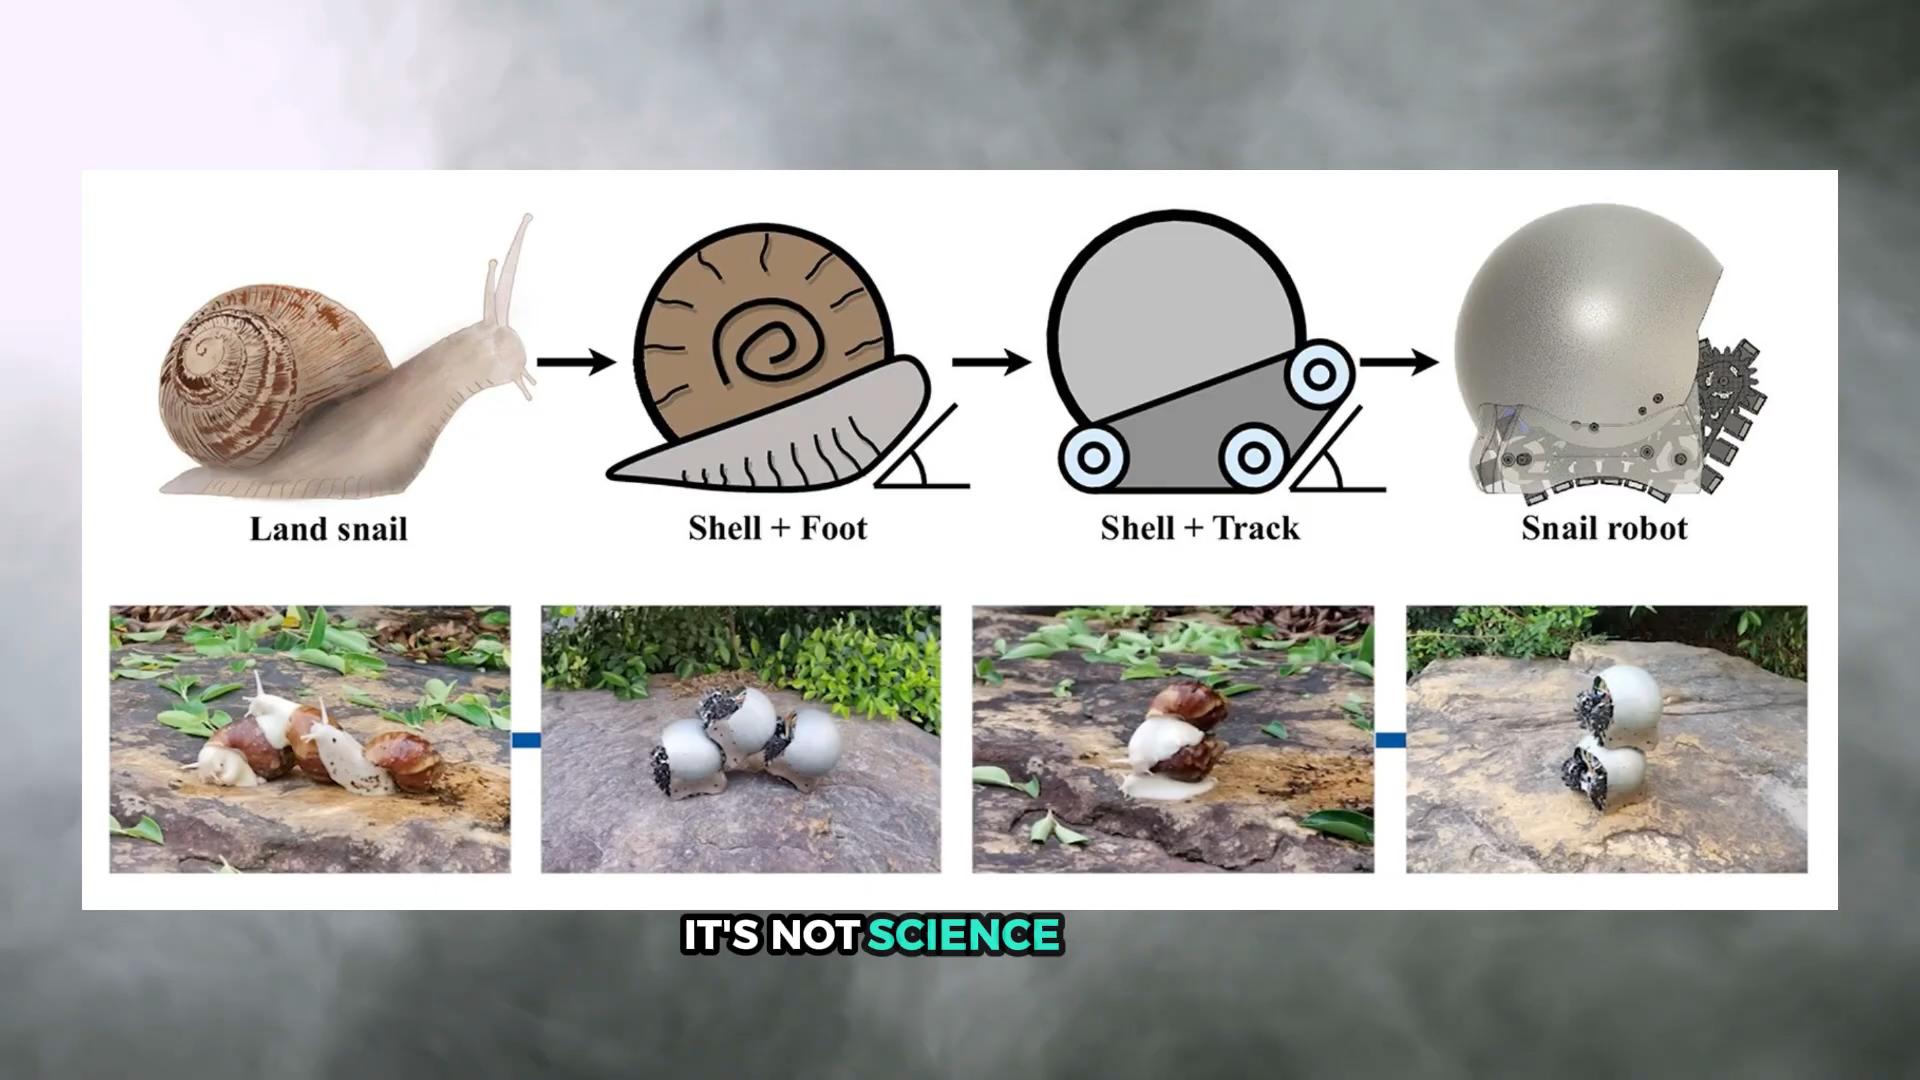 Land snail
Shell + Foot
Shell + Track
Snail robot
IT'S NOT SCIENCE